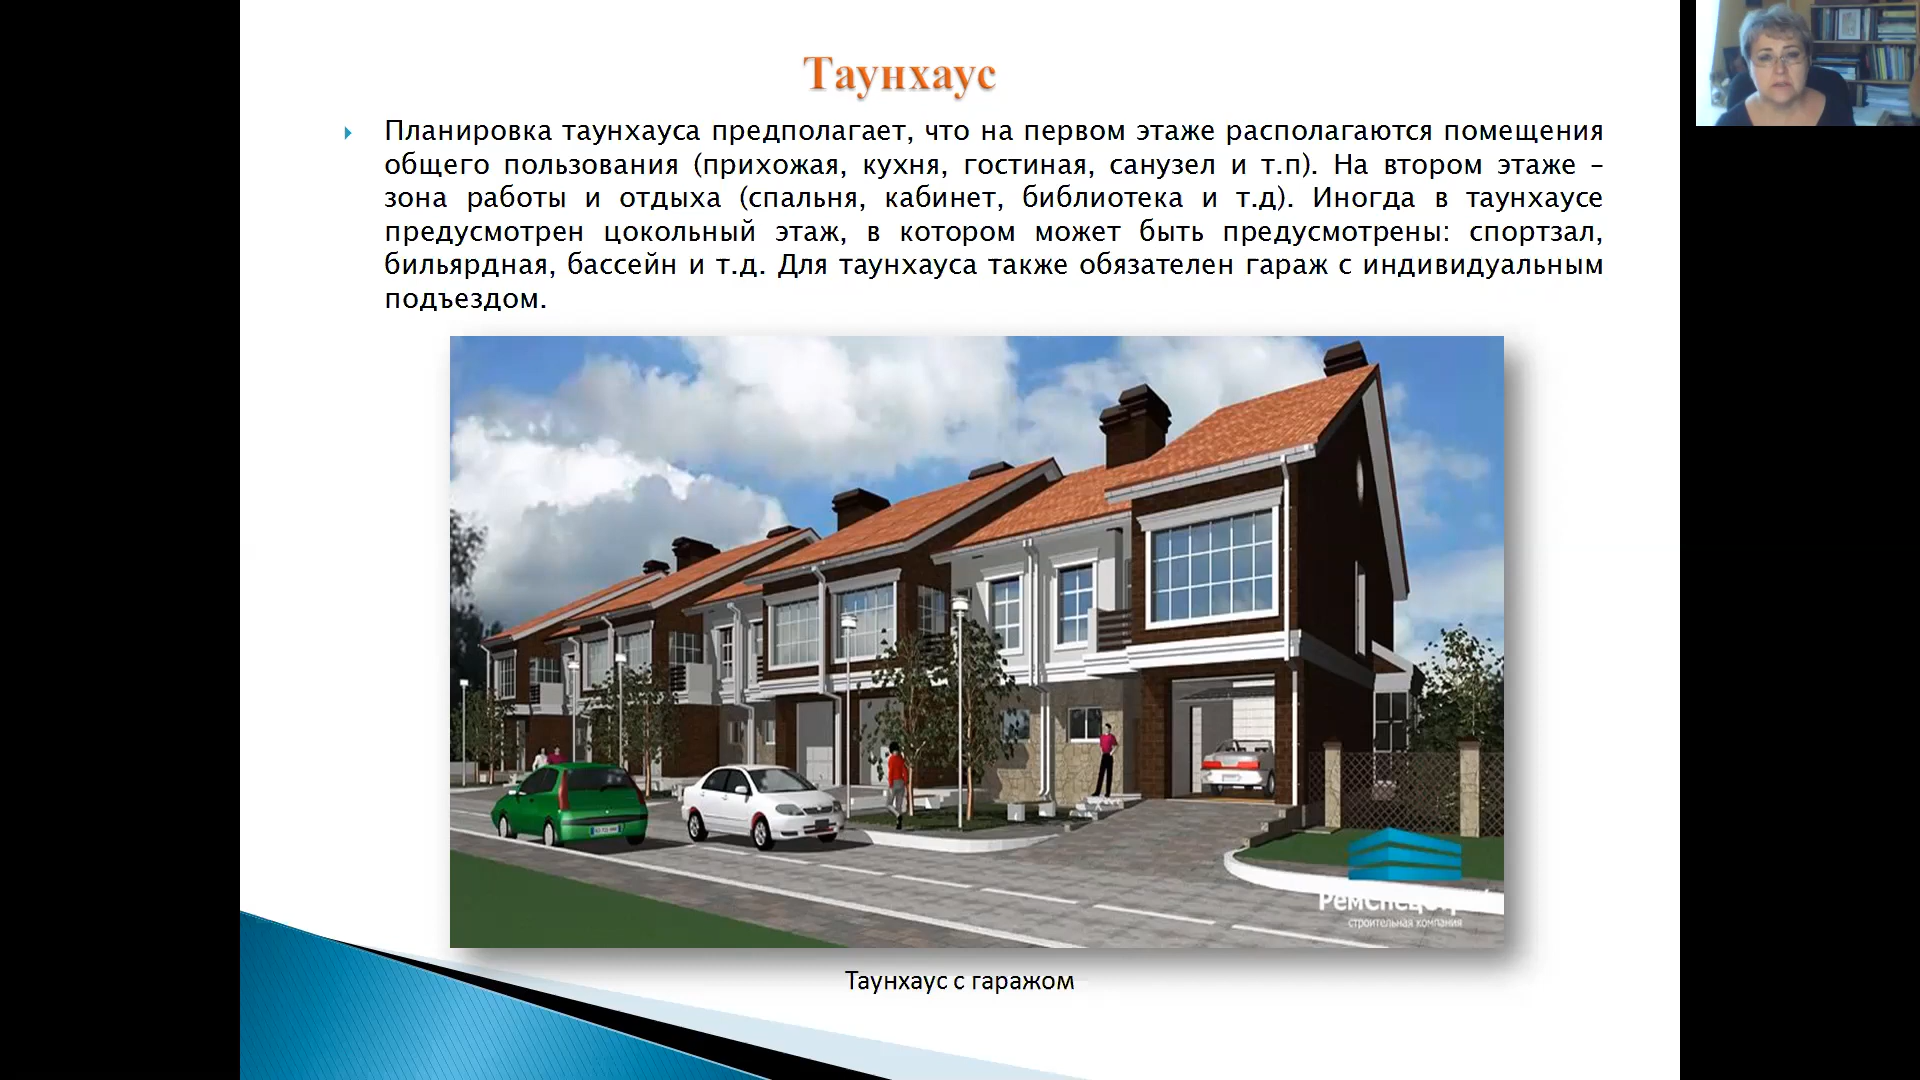 Таунхаус
Планировка таунхауса предполагает, что на первом этаже располагаются помещения
общего пользования (прихожая, кухня, гостиная, санузел и т.п). На втором этаже –
зона работы и отдыха (спальня, кабинет, библиотека и т.д). Иногда в таунхаусе
предусмотрен цокольный этаж, в котором может быть предусмотрены: спортзал,
бильярдная, бассейн и т.д. Для таунхауса также обязателен гараж с индивидуальным
подъездом.
строительная компания
Таунхаус с гаражом